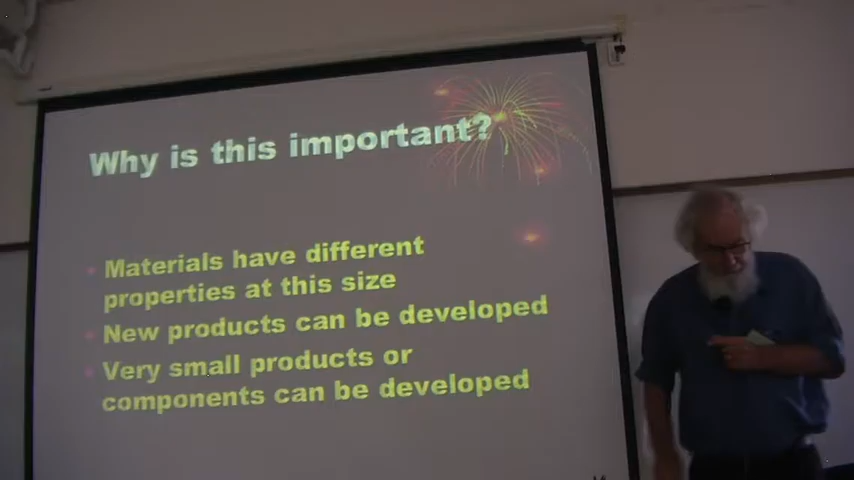 Why is this important?
Materials have different
properties at this size
New products can be developed
Very small products or
components can be developed